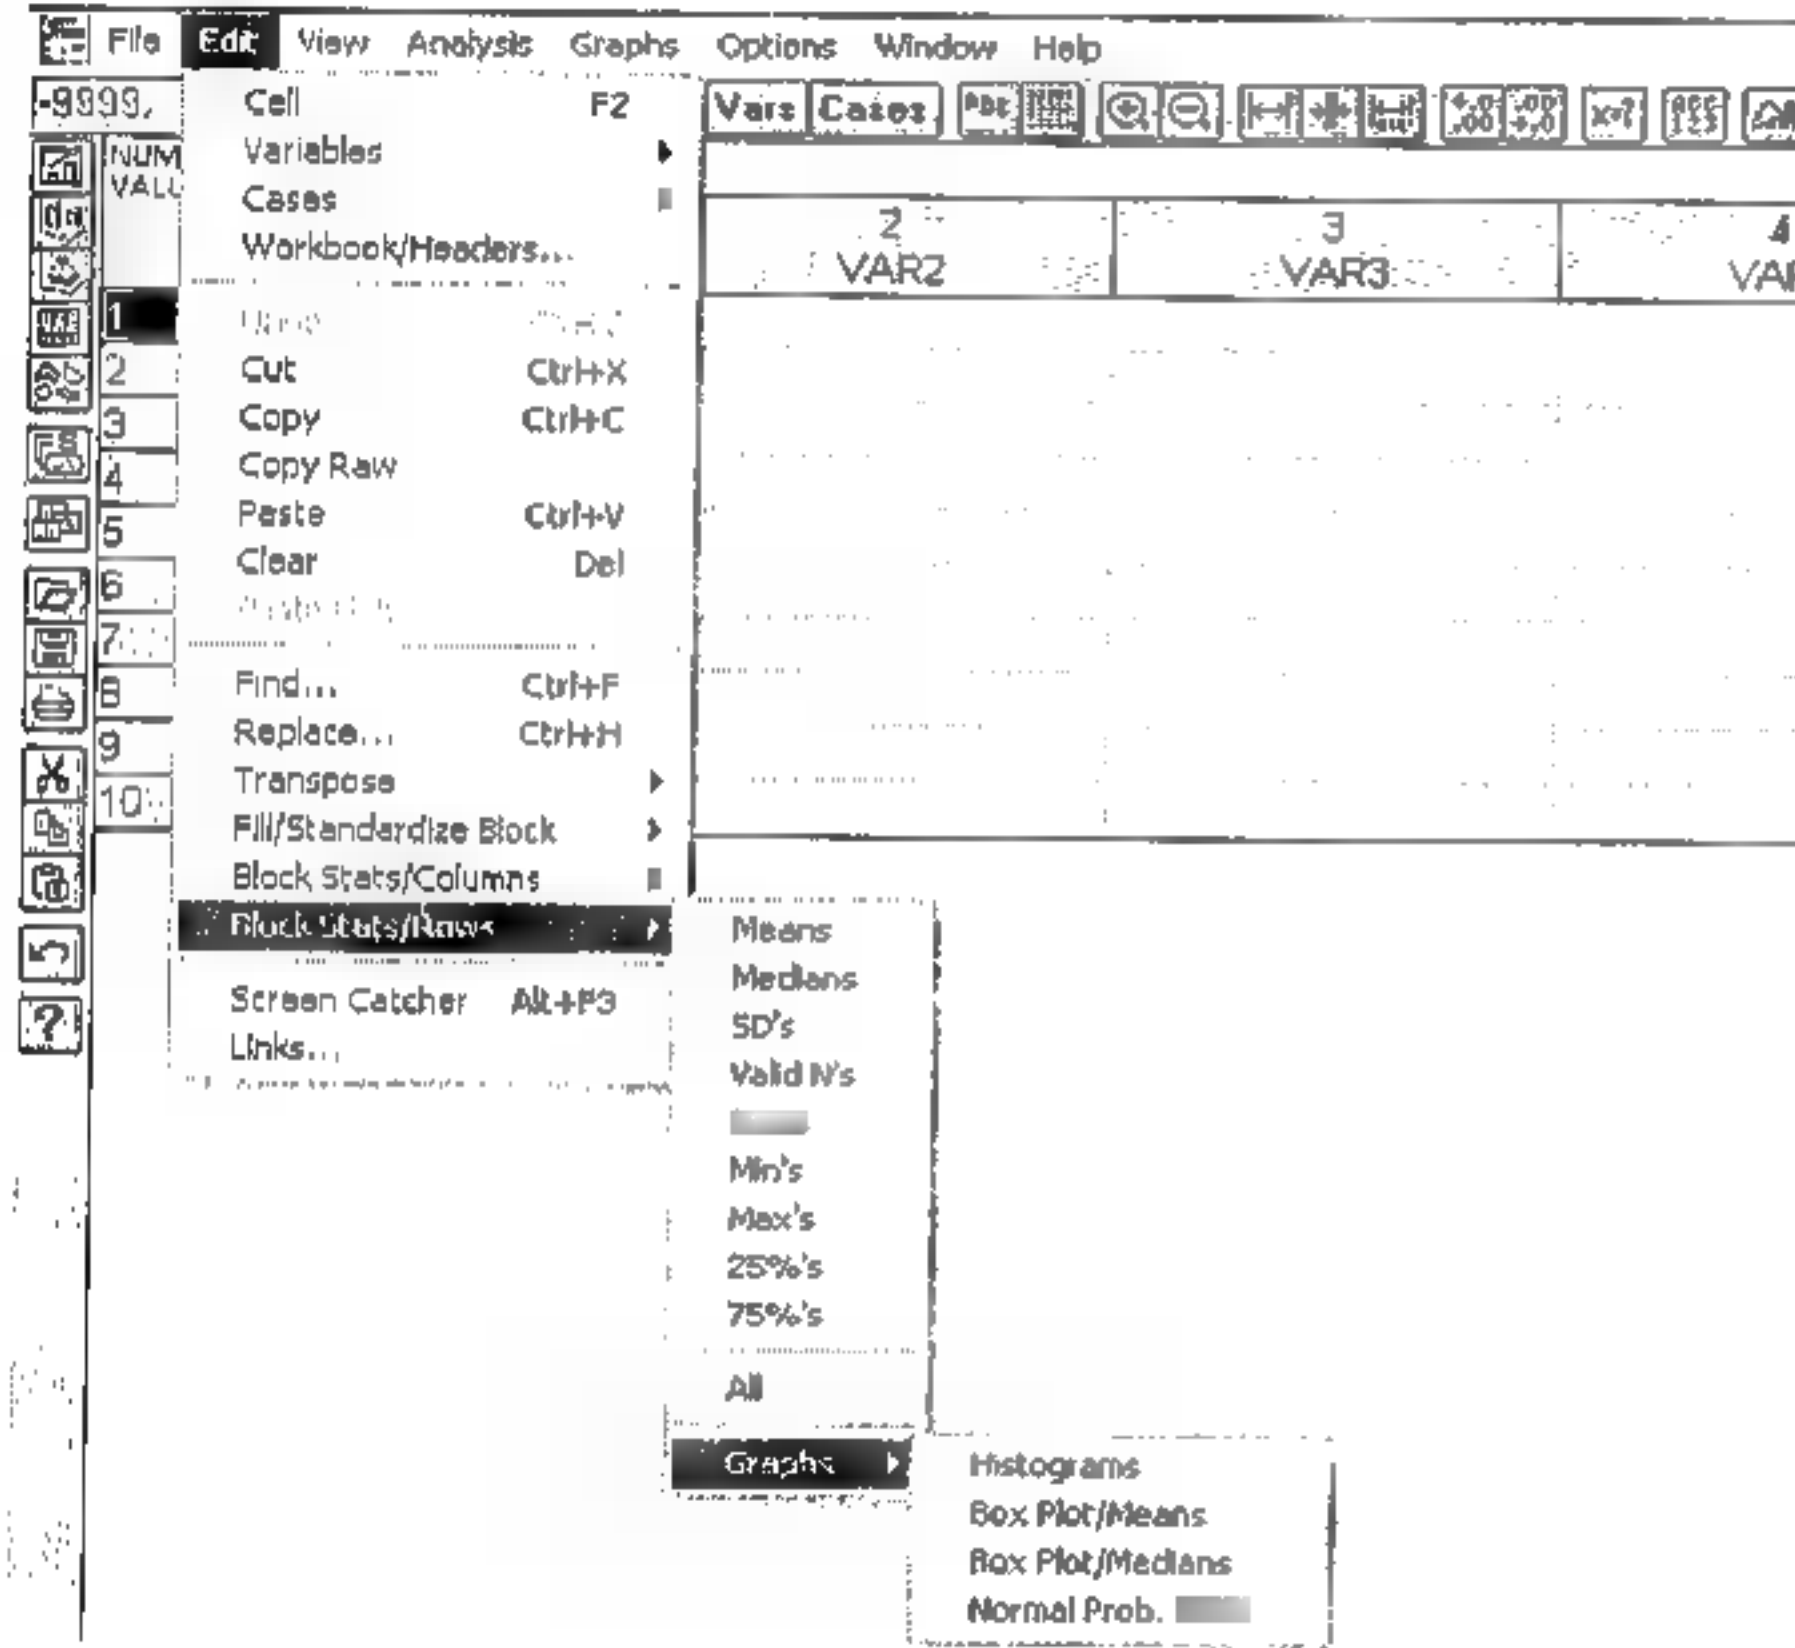 File Edit View Analysis Graphs Options Window Help
-9999,
Vars Cases
NUM
VALU
2 3 4
VAR2 VAR3 VAR
1
2
3
4
5
6
7
8
9
10
Cell F2
Variables
Cases
Workbook/Headers...
Cut Ctrl+X
Copy Ctrl+C
Copy Raw
Paste Ctrl+V
Clear Del
Find... Ctrl+F
Replace... Ctrl+H
Transpose
Fill/Standardize Block
Block Stats/Columns
Block Stats/Rows
Screen Catcher Alt+F3
Links...
Means
Medians
SD's
Valid N's
Min's
Max's
25%'s
75%'s
All
Graphs
Histograms
Box Plot/Means
Box Plot/Medians
Normal Prob.